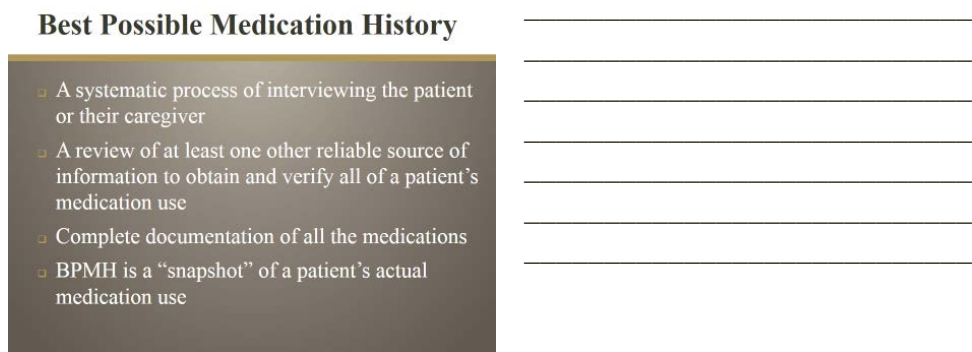 Best Possible Medication History
A systematic process of interviewing the patient
or their caregiver
A review of at least one other reliable source of
information to obtain and verify all of a patient's
medication use
Complete documentation of all the medications
BPMH is a “snapshot” of a patient's actual
medication use